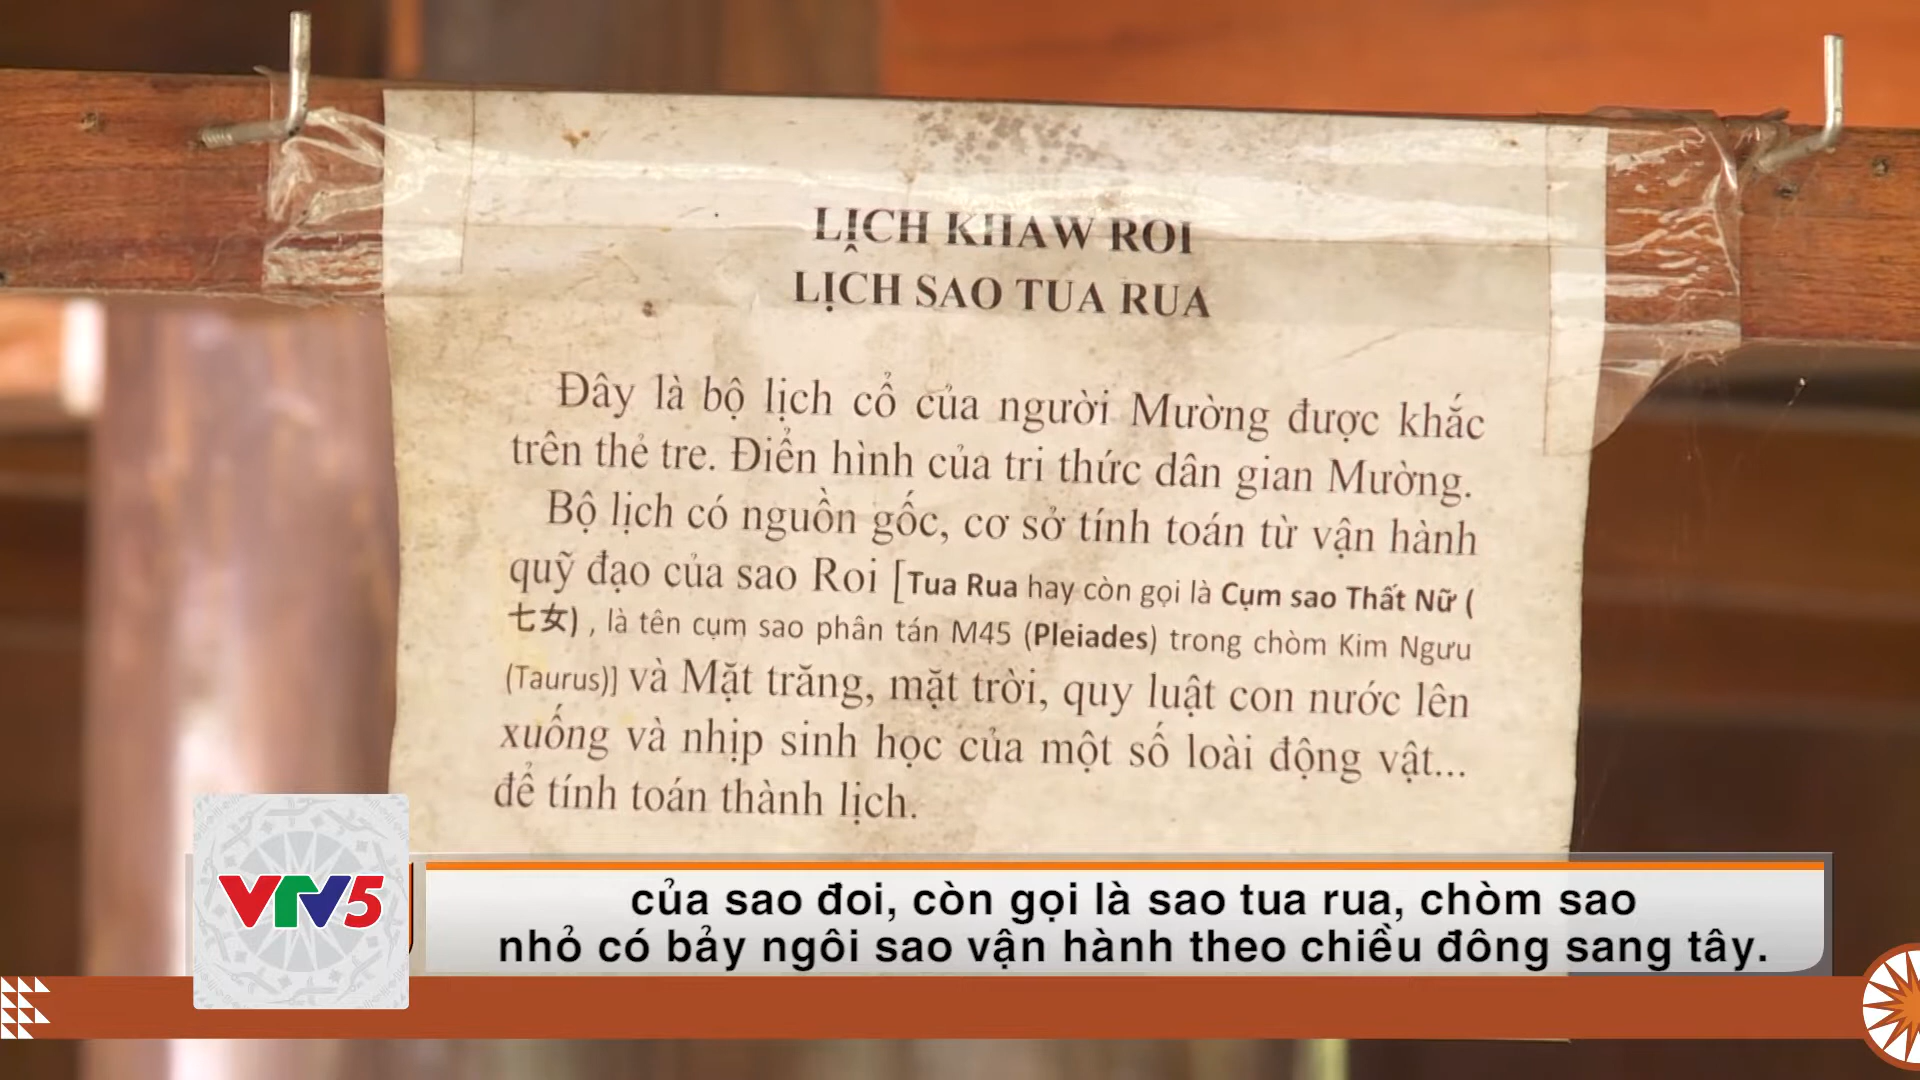 LỊCH KHAW ROI
LỊCH SAO TUA RUA
Đây là bộ lịch cổ của người Mường được khắc
trên thẻ tre. Điển hình của tri thức dân gian Mường.
Bộ lịch có nguồn gốc, cơ sở tính toán từ vận hành
quỹ đạo của sao Roi [Tua Rua hay còn gọi là Cụm sao Thất Nữ (
七女) , là tên cụm sao phân tán M45 (Pleiades) trong chòm Kim Ngưu
(Taurus)] và Mặt trăng, mặt trời, quy luật con nước lên
xuống và nhịp sinh học của một số loài động vật...
để tính toán thành lịch.
VTV5
của sao đoi, còn gọi là sao tua rua, chòm sao
nhỏ có bảy ngôi sao vận hành theo chiều đông sang tây.